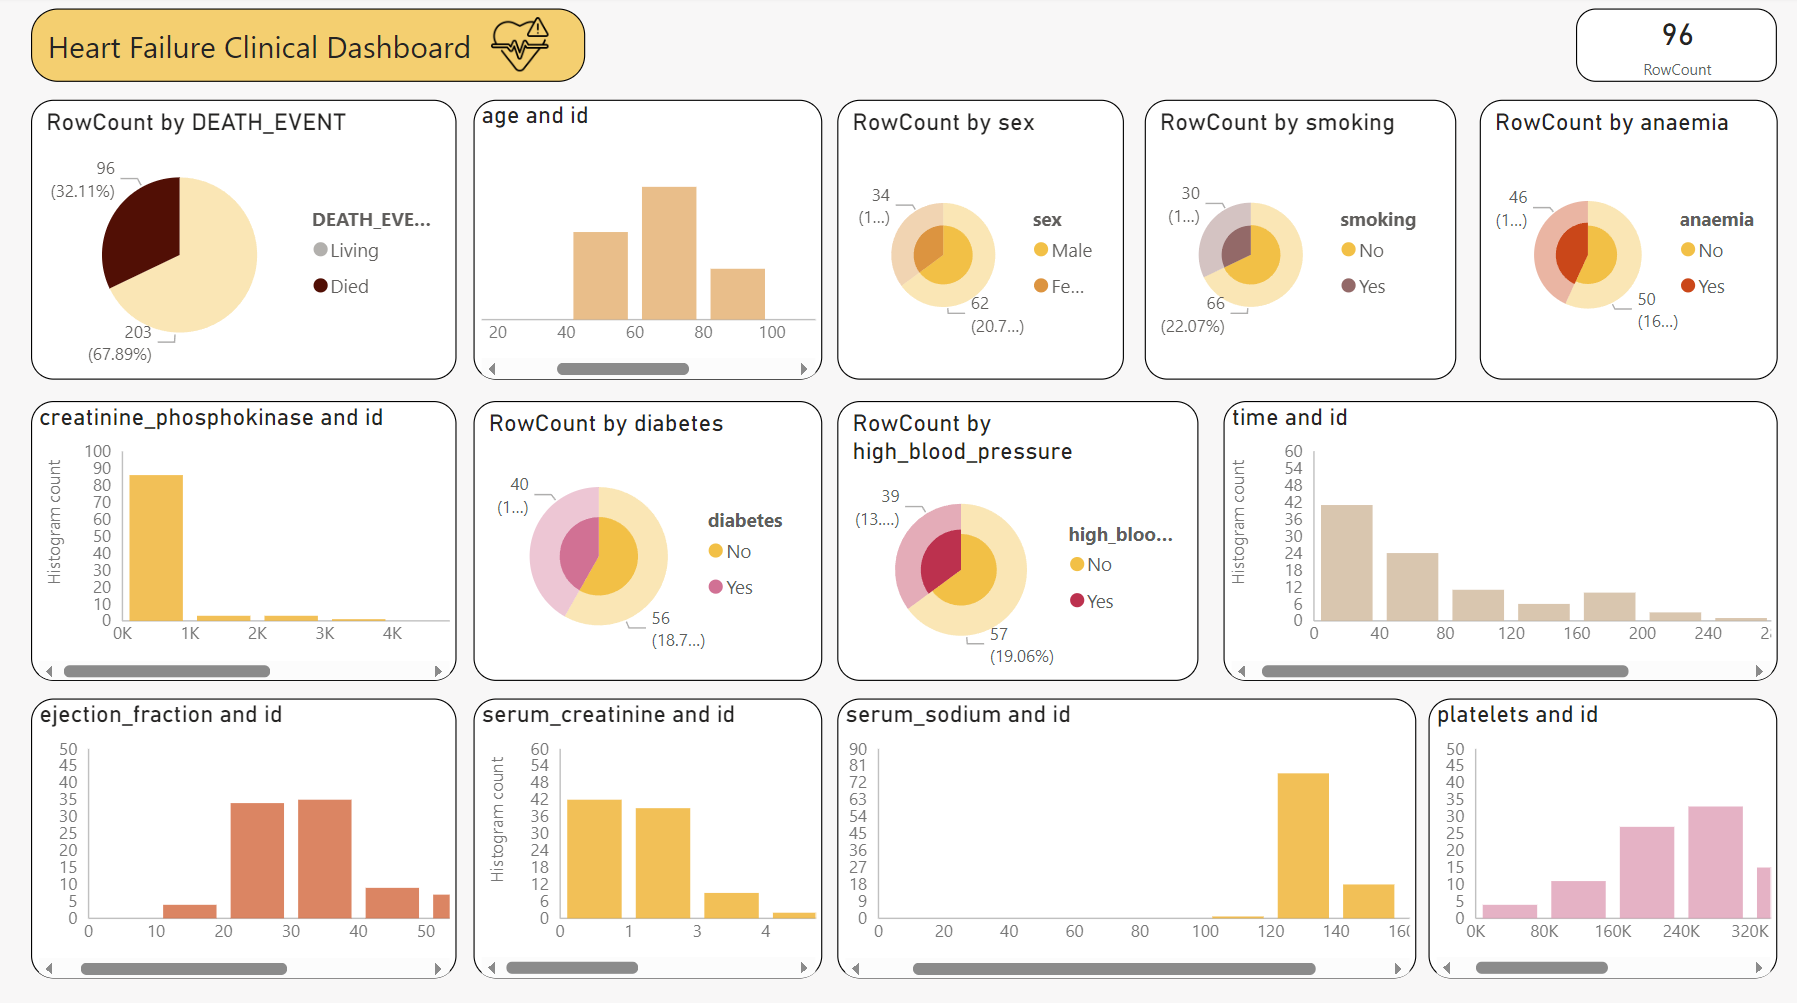 Heart Failure Clinical Dashboard
96
RowCount
RowCount by DEATH_EVENT
96
(32.11%)
203
(67.89%)
DEATH_EVE...
Living
Died
age and id
20 40 60 80 100
RowCount by sex
34
(1...)
62
(20.7...)
sex
Male
Fe...
RowCount by smoking
30
(1...)
66
(22.07%)
smoking
No
Yes
RowCount by anaemia
46
(1...)
50
(16...)
anaemia
No
Yes
creatinine_phosphokinase and id
Histogram count
100
90
80
70
60
50
40
30
20
10
0
0K 1K 2K 3K 4K
RowCount by diabetes
40
(1...)
56
(18.7...)
diabetes
No
Yes
RowCount by
high_blood_pressure
39
(13....)
57
(19.06%)
high_bloo...
No
Yes
time and id
Histogram count
60
54
48
42
36
30
24
18
12
6
0
0 40 80 120 160 200 240
ejection_fraction and id
50
45
40
35
30
25
20
15
10
5
0
0 10 20 30 40 50
serum_creatinine and id
Histogram count
60
54
48
42
36
30
24
18
12
6
0
0 1 3 4
serum_sodium and id
90
81
72
63
54
45
36
27
18
9
0
0 20 40 60 80 100 120 140 160
platelets and id
50
45
40
35
30
25
20
15
10
5
0
0K 80K 160K 240K 320K